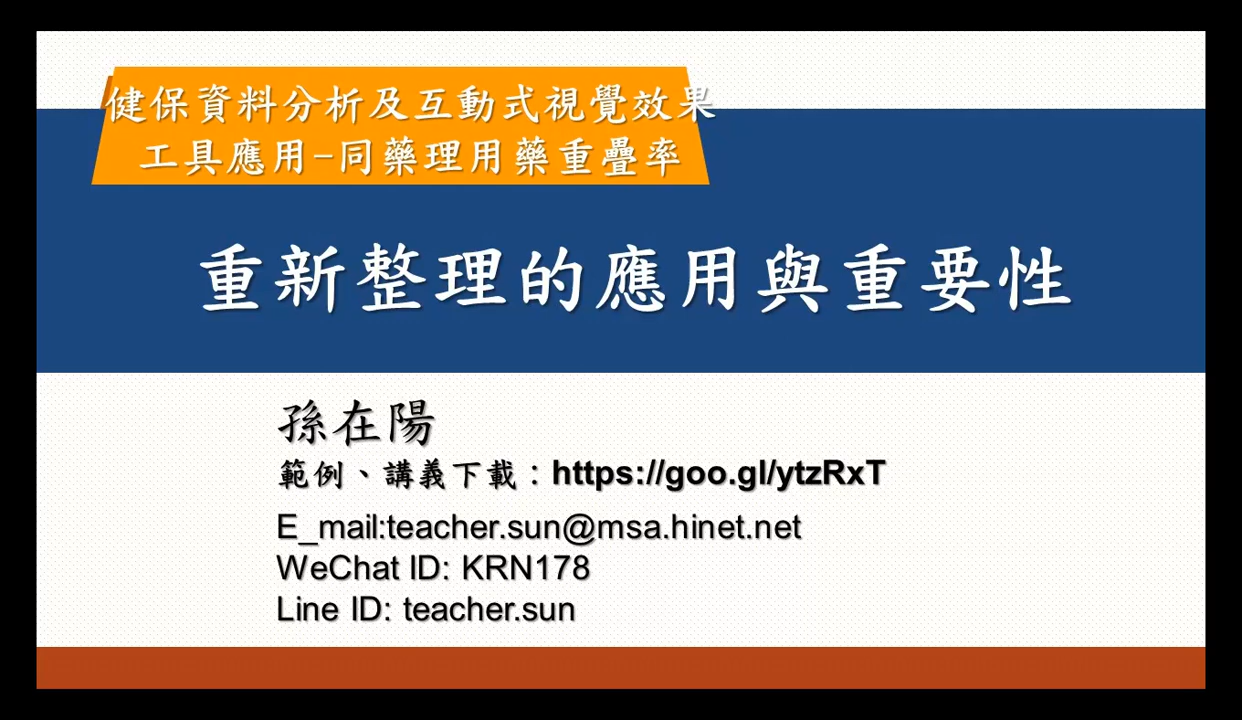 健保資料分析及互動式視覺效果
工具應用-同藥理用藥重疊率
重新整理的應用與重要性
孫在陽
範例、講義下載：https://goo.gl/ytzRxT
E_mail:teacher.sun@msa.hinet.net
WeChat ID: KRN178
Line ID: teacher.sun